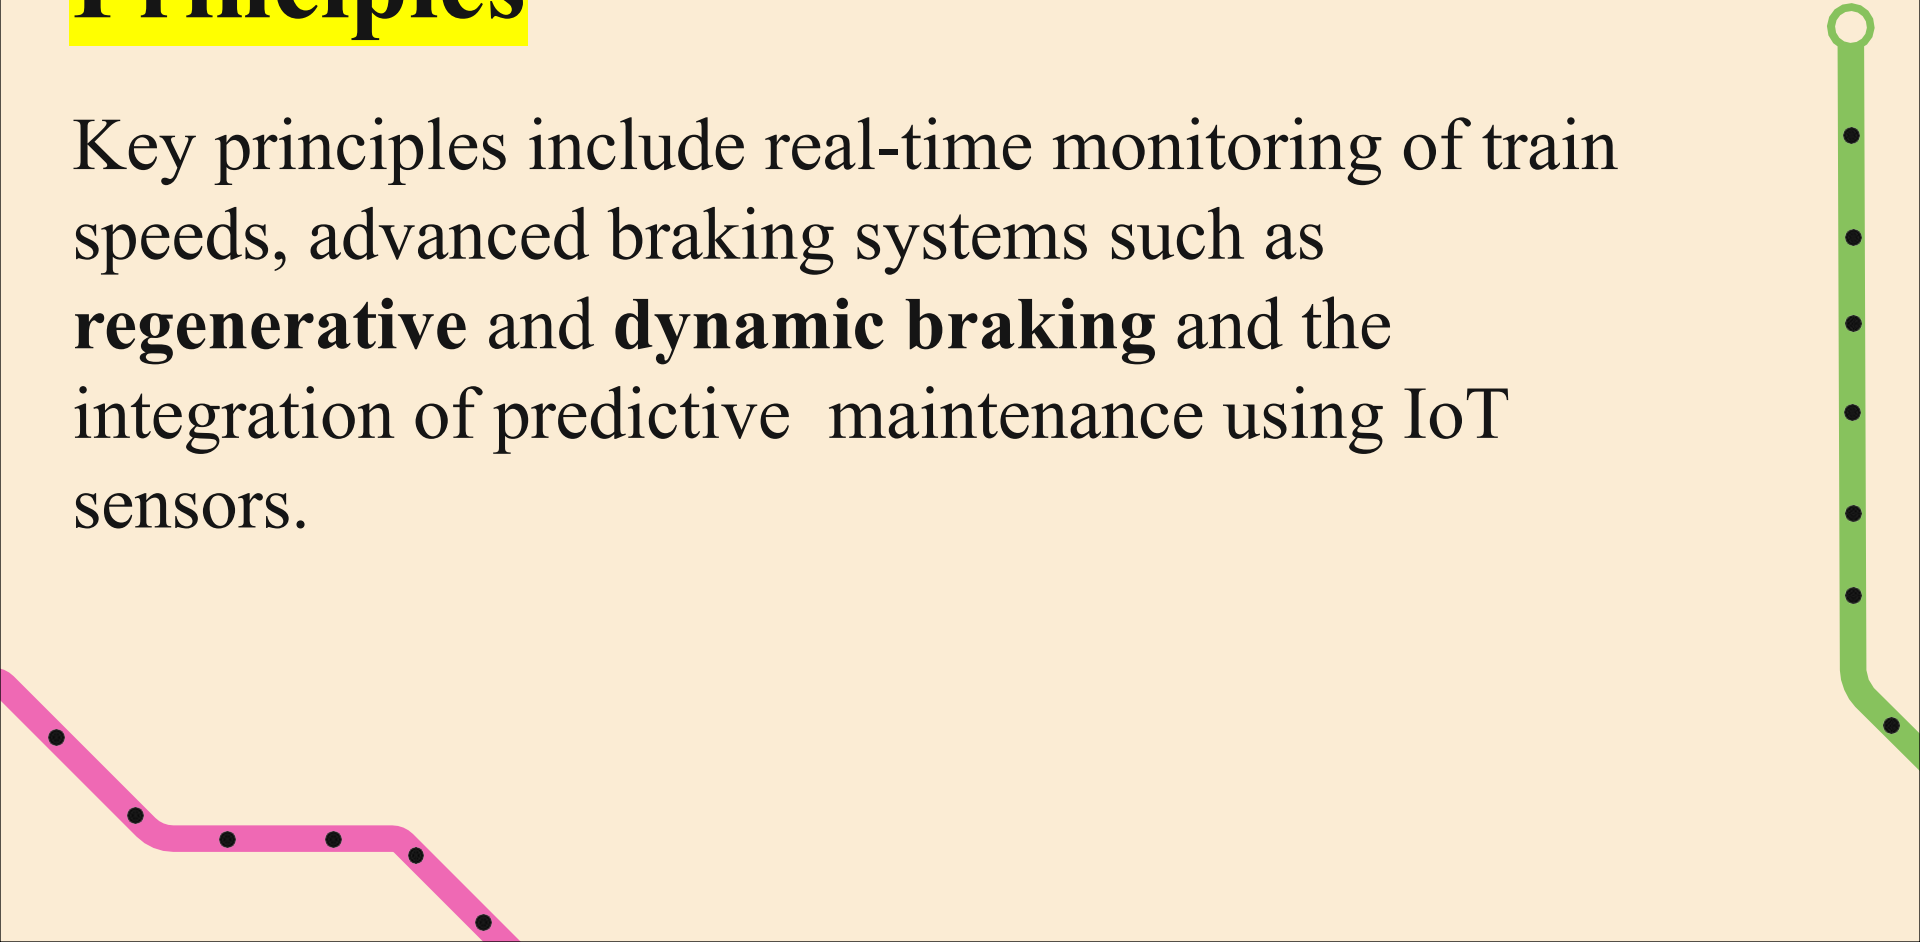 Principles
Key principles include real-time monitoring of train
speeds, advanced braking systems such as
regenerative and dynamic braking and the
integration of predictive  maintenance using IoT
sensors.